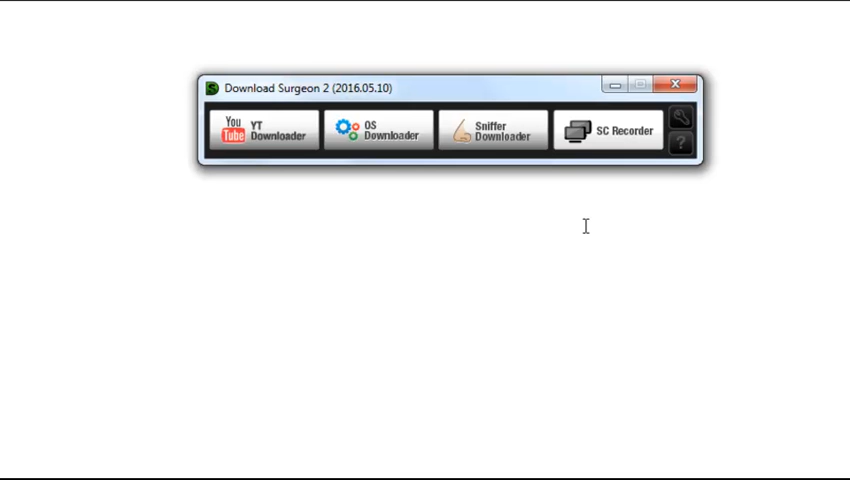 Download Surgeon 2 (2016.05.10)
You
Tube
YT
Downloader
OS
Downloader
Sniffer
Downloader
SC Recorder
?